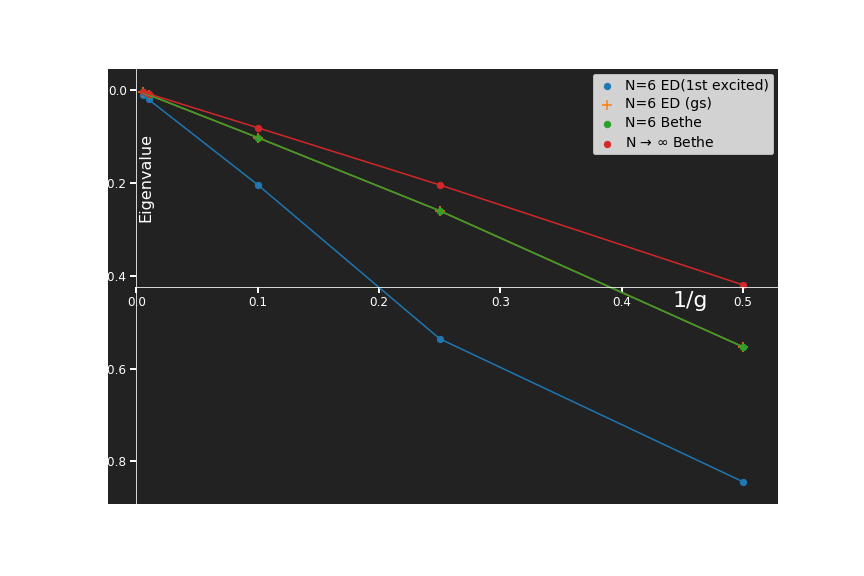 N=6 ED(1st excited)
N=6 ED (gs)
N=6 Bethe
N → ∞ Bethe
Eigenvalue
0.0
0.2
0.4
0.6
0.8
0.0 0.1 0.2 0.3 0.4 0.5
1/g